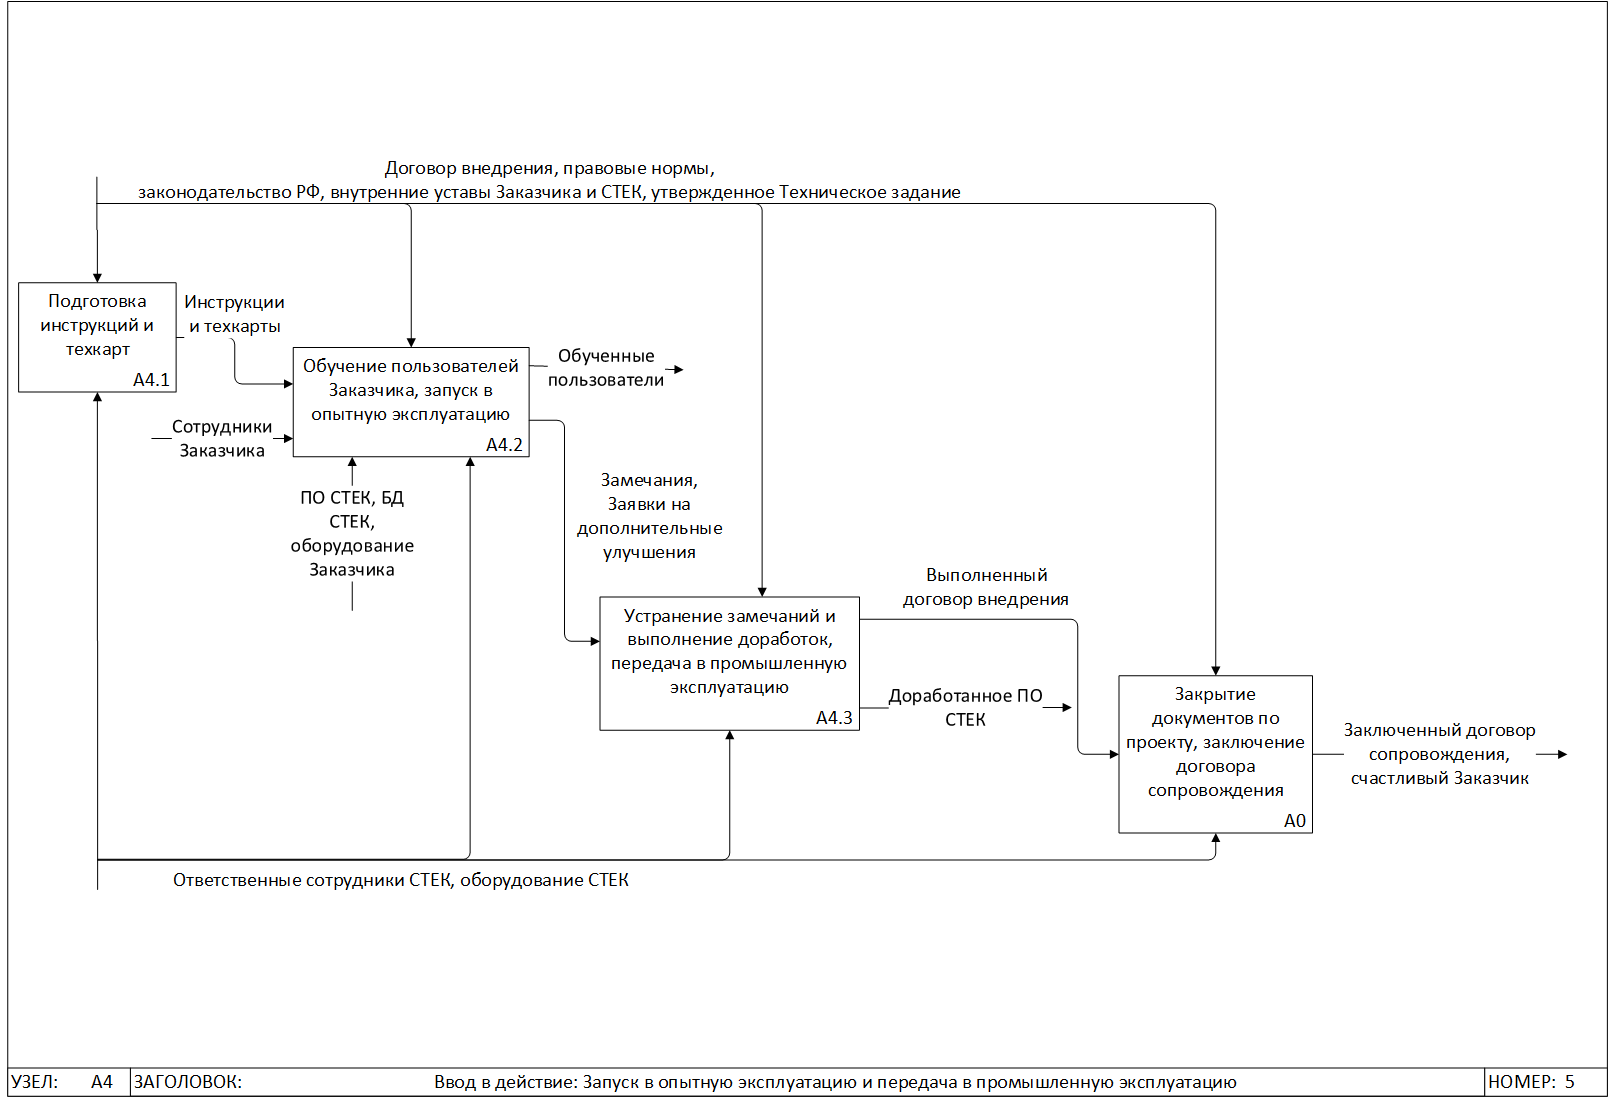 Договор внедрения, правовые нормы,
законодательство РФ, внутренние уставы Заказчика и СТЕК, утвержденное Техническое задание
Подготовка
инструкций и
техкарт
А4.1
Инструкции
и техкарты
Обучение пользователей
Заказчика, запуск в
опытную эксплуатацию
А4.2
Обученные
пользователи
Сотрудники
Заказчика
ПО СТЕК, БД
СТЕК,
оборудование
Заказчика
Замечания,
Заявки на
дополнительные
улучшения
Устранение замечаний и
выполнение доработок,
передача в промышленную
эксплуатацию
А4.3
Выполненный
договор внедрения
Доработанное ПО
СТЕК
Закрытие
документов по
проекту, заключение
договора
сопровождения
А0
Заключенный договор
сопровождения,
счастливый Заказчик
Ответственные сотрудники СТЕК, оборудование СТЕК
УЗЕЛ: А4 ЗАГОЛОВОК: Ввод в действие: Запуск в опытную эксплуатацию и передача в промышленную эксплуатацию НОМЕР: 5